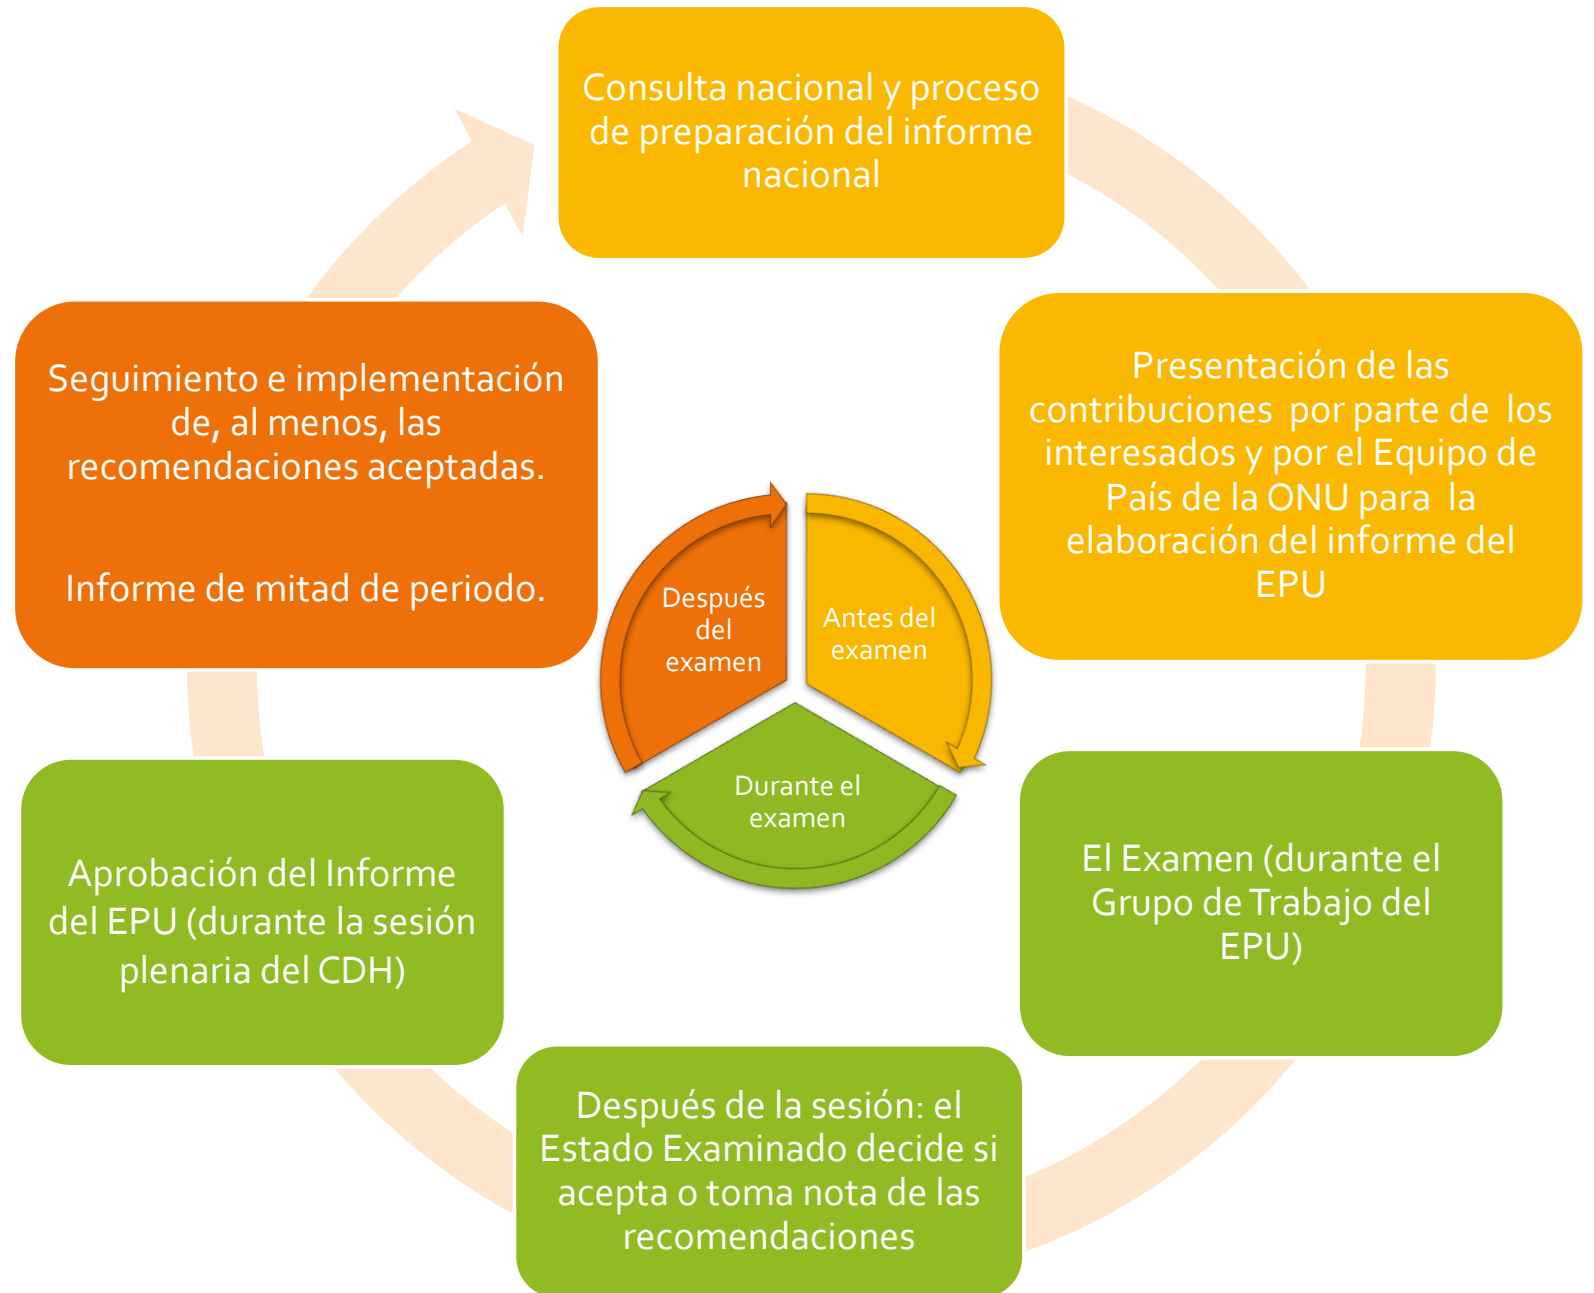 Consulta nacional y proceso
de preparación del informe
nacional
Presentación de las
contribuciones por parte de los
interesados y por el Equipo de
País de la ONU para la
elaboración del informe del
EPU
El Examen (durante el
Grupo de Trabajo del
EPU)
Después de la sesión: el
Estado Examinado decide si
acepta o toma nota de las
recomendaciones
Aprobación del Informe
del EPU (durante la sesión
plenaria del CDH)
Seguimiento e implementación
de, al menos, las
recomendaciones aceptadas.
Informe de mitad de periodo.
Antes del
examen
Durante el
examen
Después
del
examen